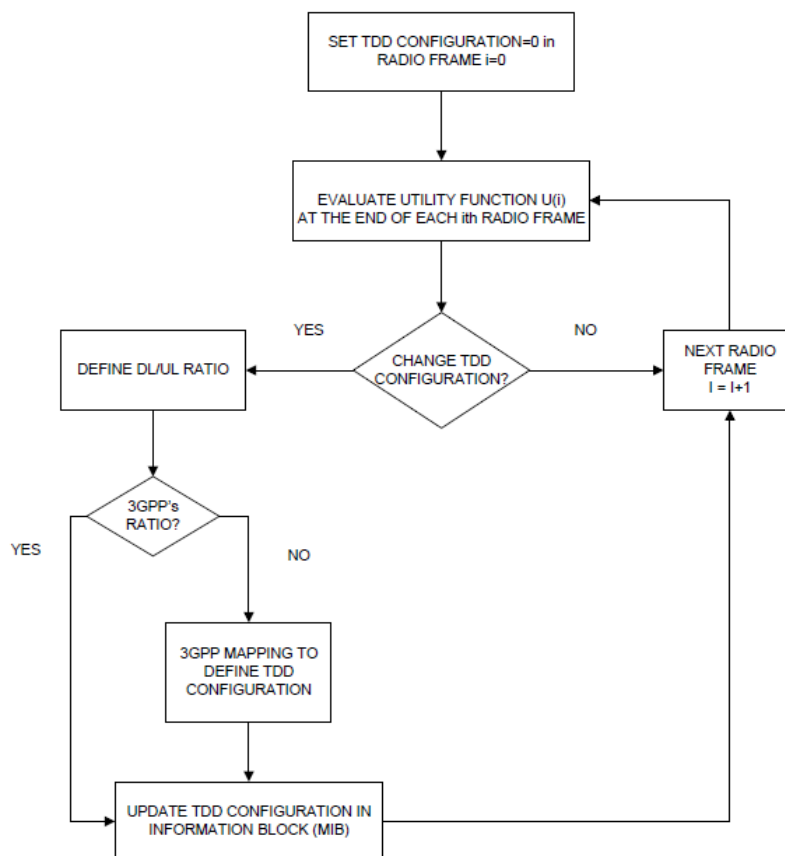 SET TDD CONFIGURATION=0 in
RADIO FRAME i=0
EVALUATE UTILITY FUNCTION U(i)
AT THE END OF EACH ith RADIO FRAME
YES
NO
DEFINE DL/UL RATIO
CHANGE TDD
CONFIGURATION?
NEXT RADIO
FRAME
I = I+1
3GPP's
RATIO?
YES
NO
3GPP MAPPING TO
DEFINE TDD
CONFIGURATION
UPDATE TDD CONFIGURATION IN
INFORMATION BLOCK (MIB)